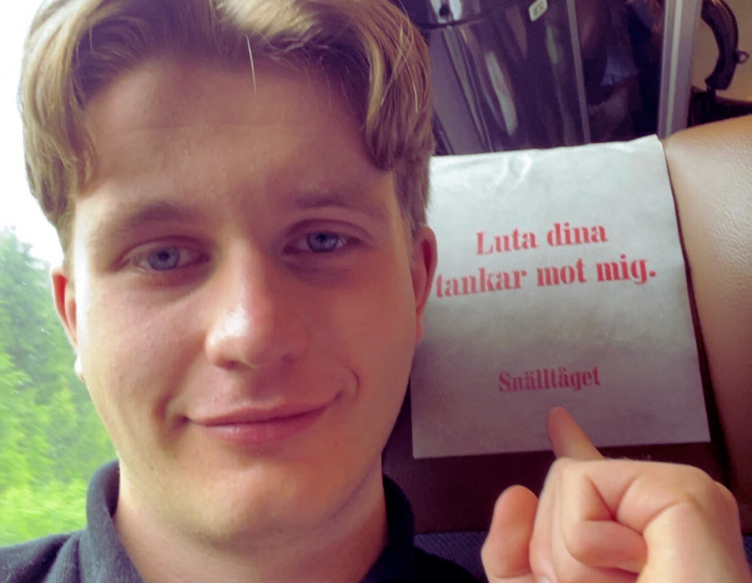 Luta dina
tankar mot mig.
Snälltåget